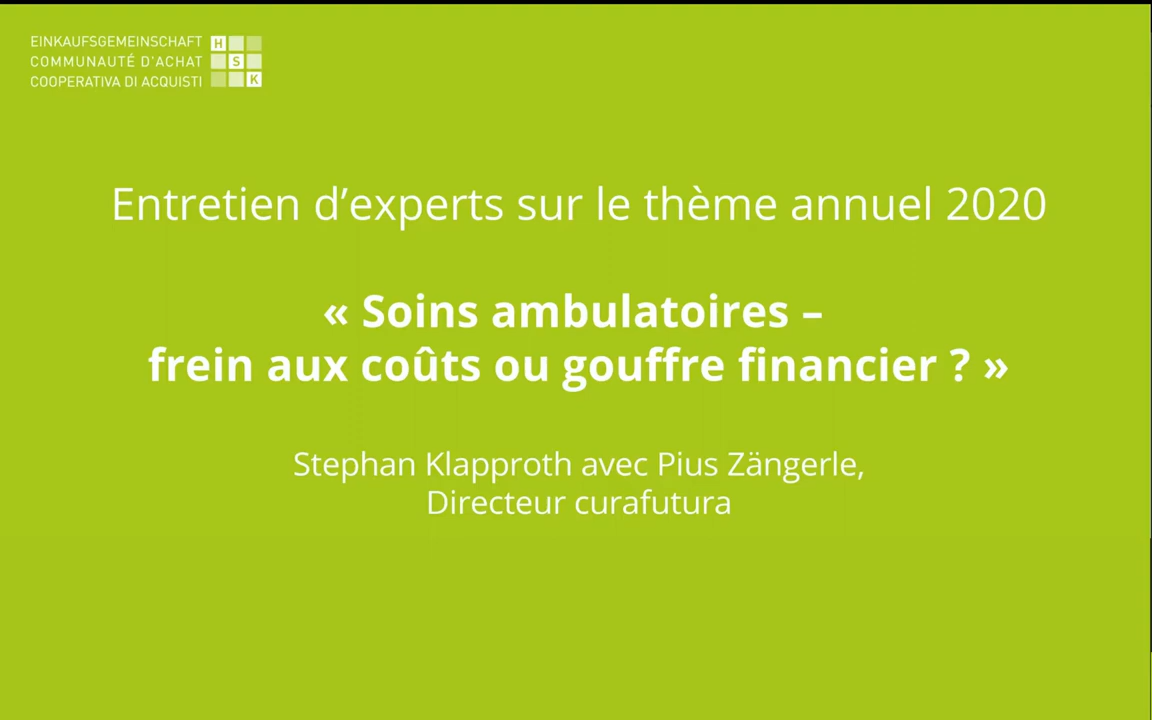 EINKAUFSGEMEINSCHAFT H
COMMUNAUTÉ D'ACHAT S
COOPERATIVA DI ACQUISTI K
Entretien d’experts sur le thème annuel 2020
« Soins ambulatoires –
frein aux coûts ou gouffre financier ? »
Stephan Klapproth avec Pius Zängerle,
Directeur curafutura